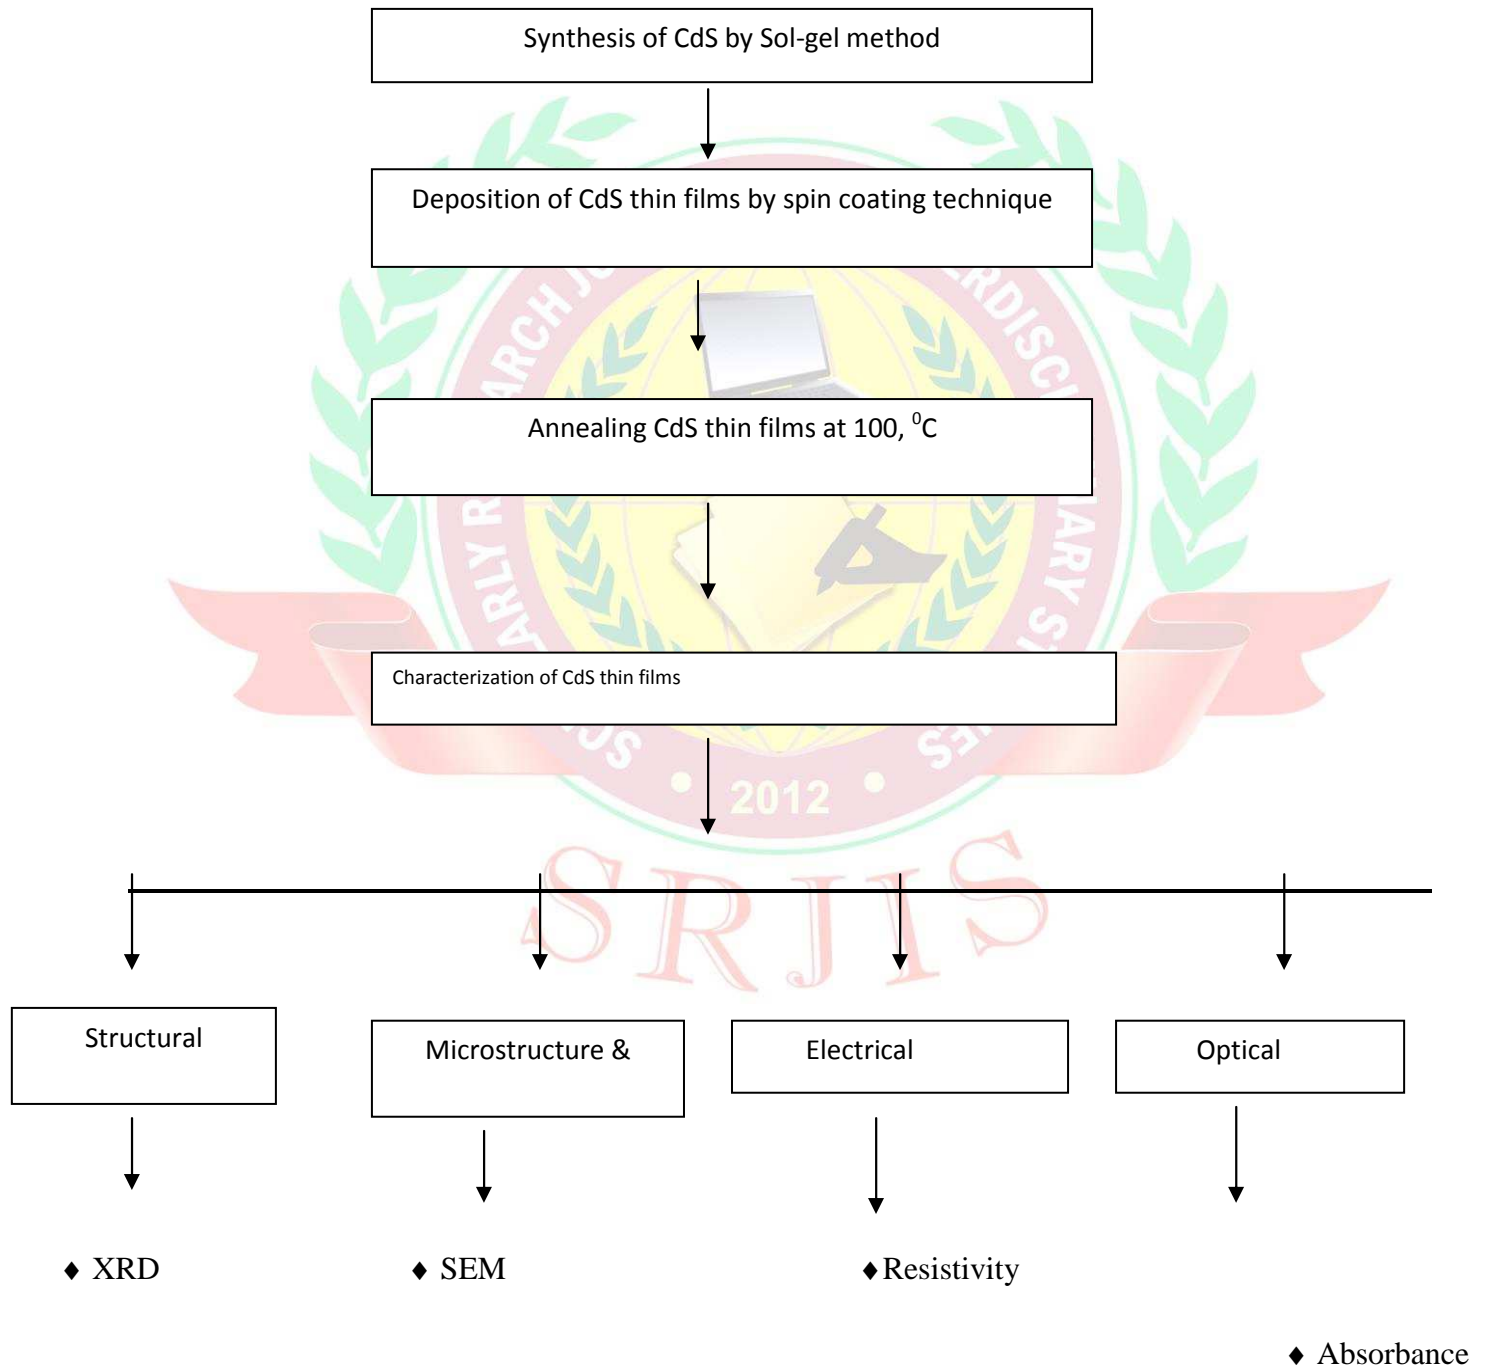 Synthesis of CdS by Sol-gel method
Deposition of CdS thin films by spin coating technique
Annealing CdS thin films at 100, ⁰C
Characterization of CdS thin films
2012
SRJIS
Structural
Microstructure &
Electrical
Optical
♦ XRD
♦ SEM
♦Resistivity
♦ Absorbance